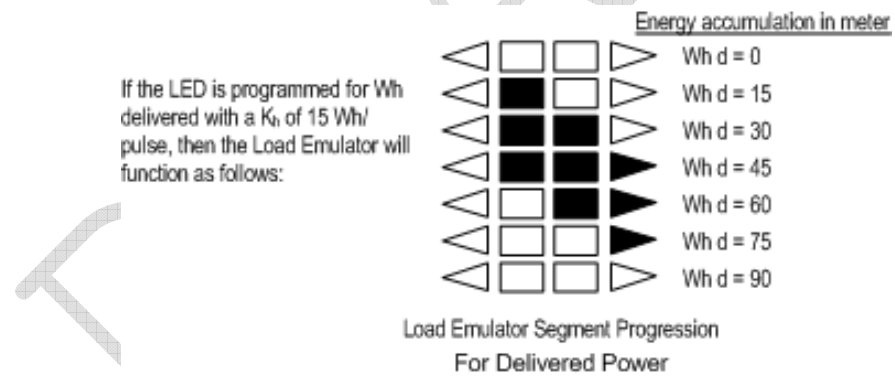 Energy accumulation in meter
Wh d = 0
If the LED is programmed for Wh
Wh d = 15
delivered with a Kh of 15 Wh/
Wh d = 30
pulse, then the Load Emulator will
function as follows:
Wh d = 45
Wh d = 60
Wh d = 75
Wh d = 90
Load Emulator Segment Progression
For Delivered Power